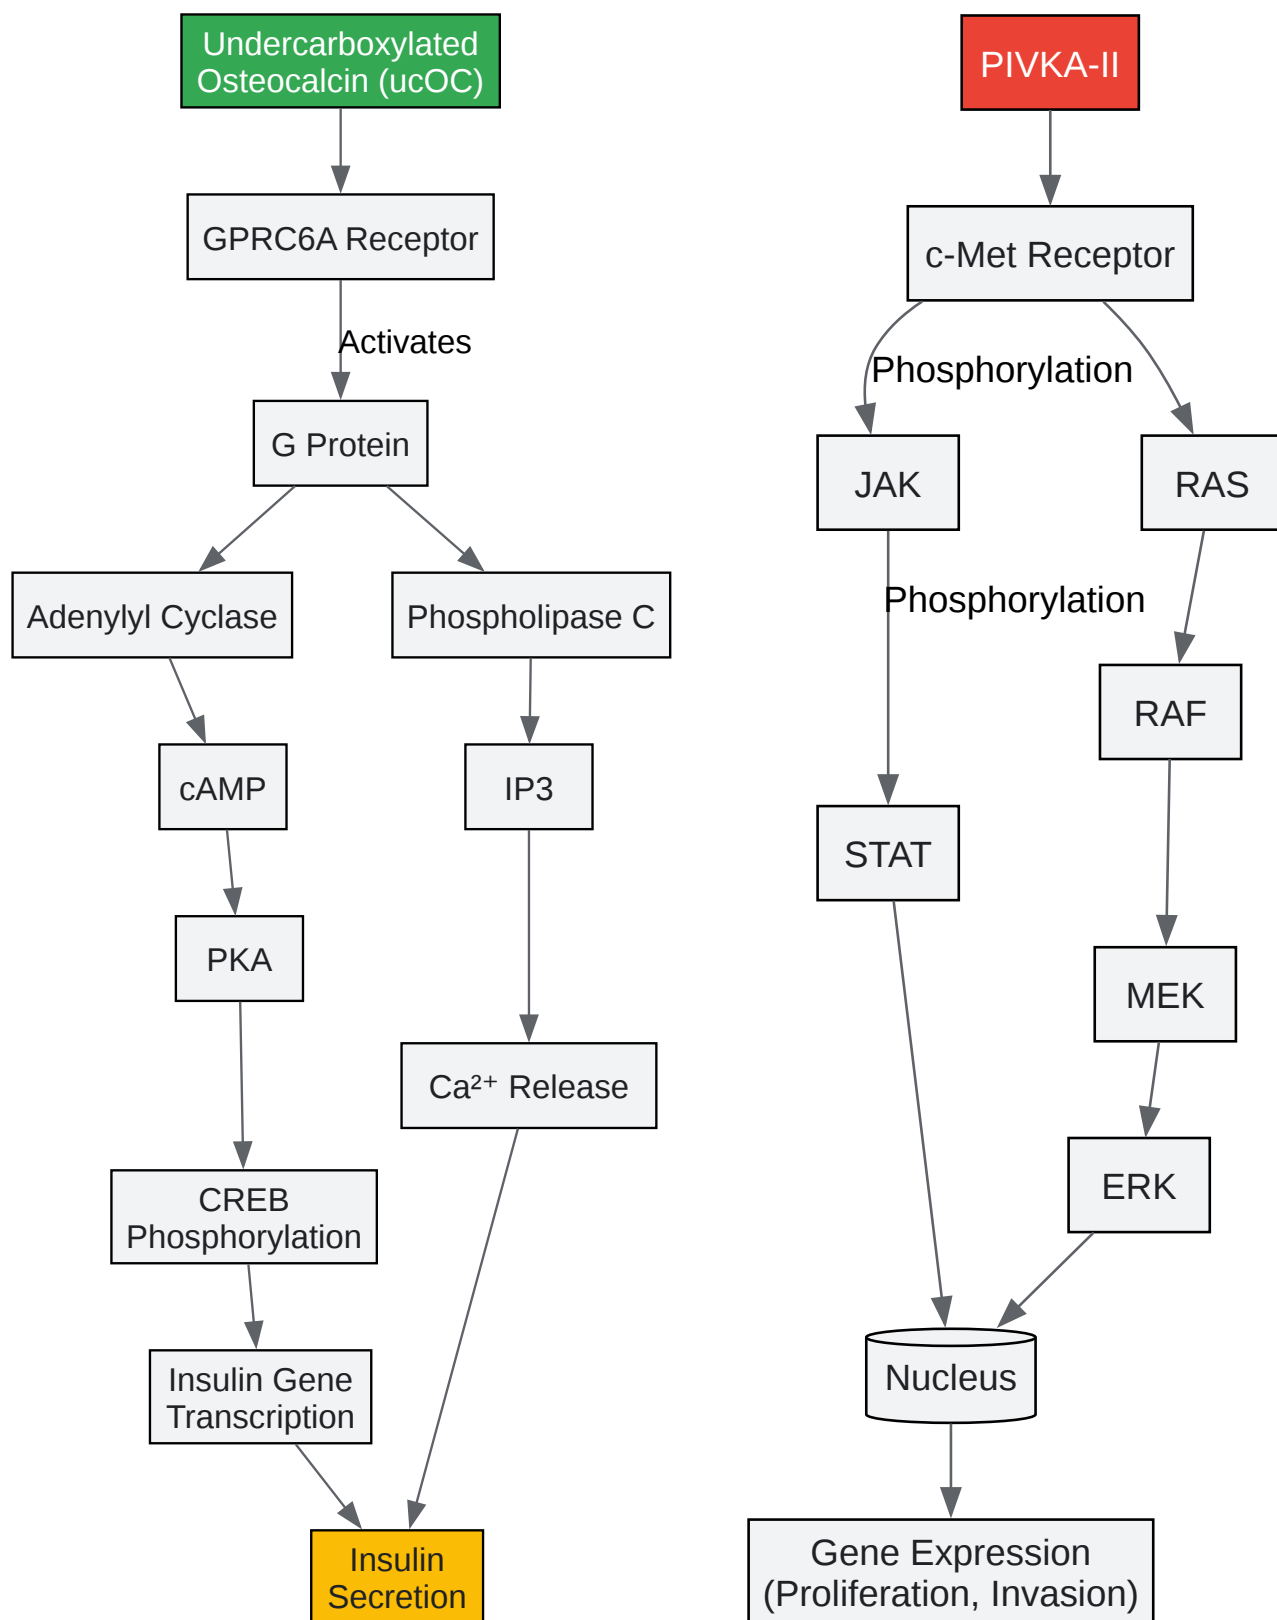 Undercarboxylated
Osteocalcin (ucOC)
GPRC6A Receptor
Activates
G Protein
Adenylyl Cyclase
Phospholipase C
cAMP
IP3
PKA
Ca²⁺ Release
CREB
Phosphorylation
Insulin Gene
Transcription
Insulin
Secretion
PIVKA-II
c-Met Receptor
Phosphorylation
JAK
RAS
Phosphorylation
RAF
STAT
MEK
ERK
Nucleus
Gene Expression
(Proliferation, Invasion)